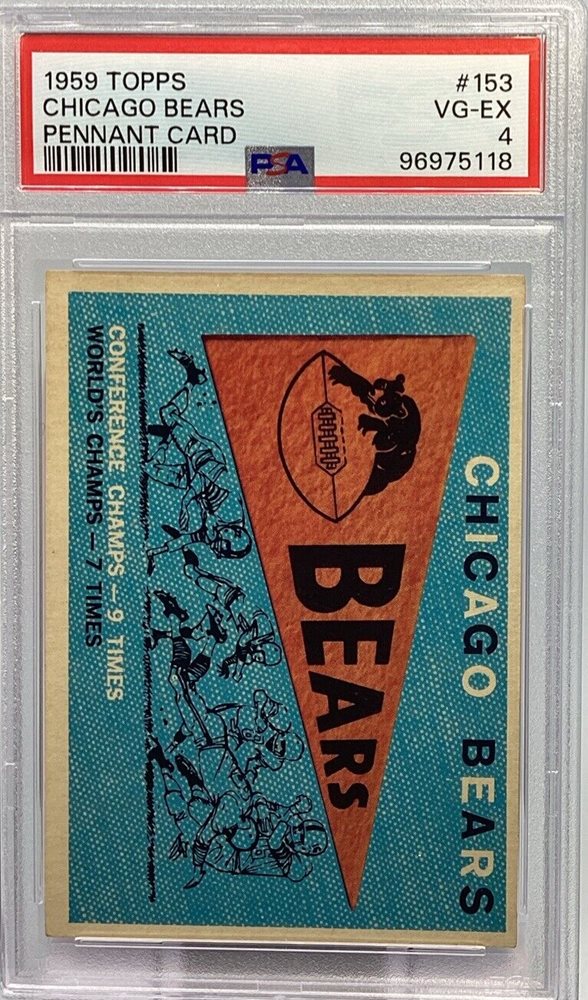 1959 TOPPS #153
CHICAGO BEARS VG-EX
PENNANT CARD 4
PSA 96975118
CHICAGO BEARS
BEARS
CONFERENCE CHAMPS-9 TIMES
WORLD'S CHAMPS-7 TIMES